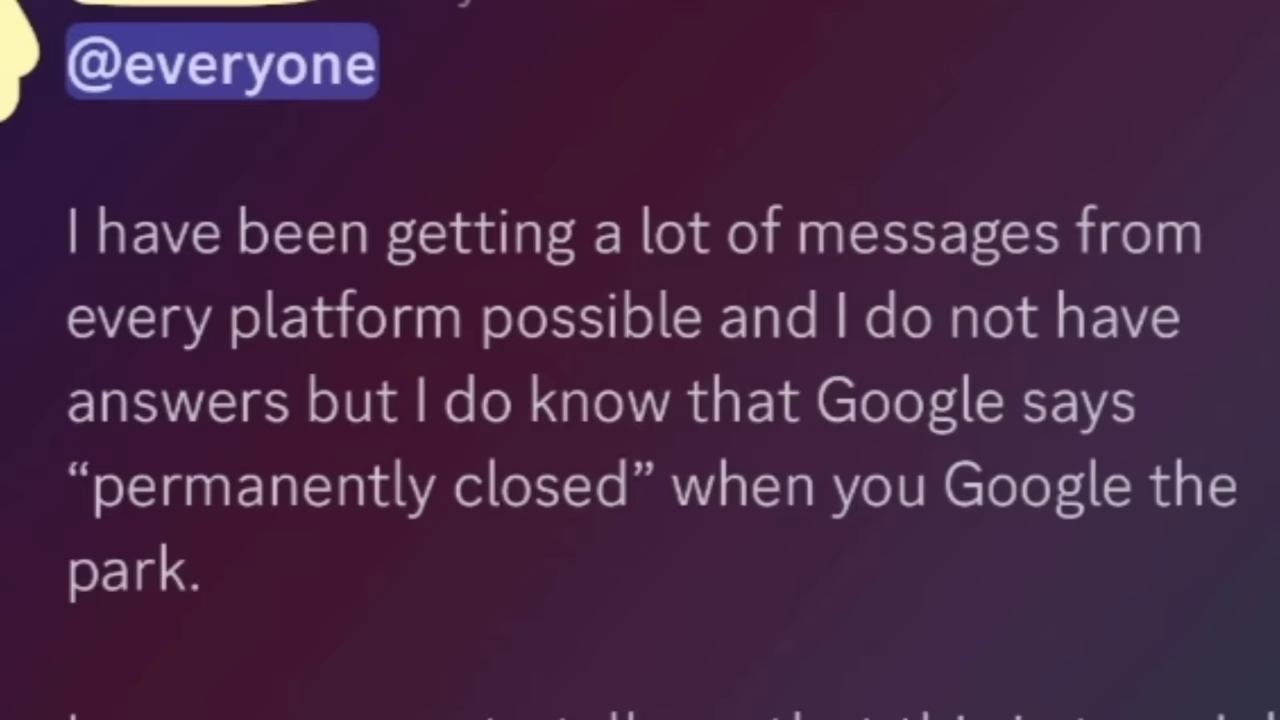 @everyone
I have been getting a lot of messages from
every platform possible and I do not have
answers but I do know that Google says
“permanently closed” when you Google the
park.